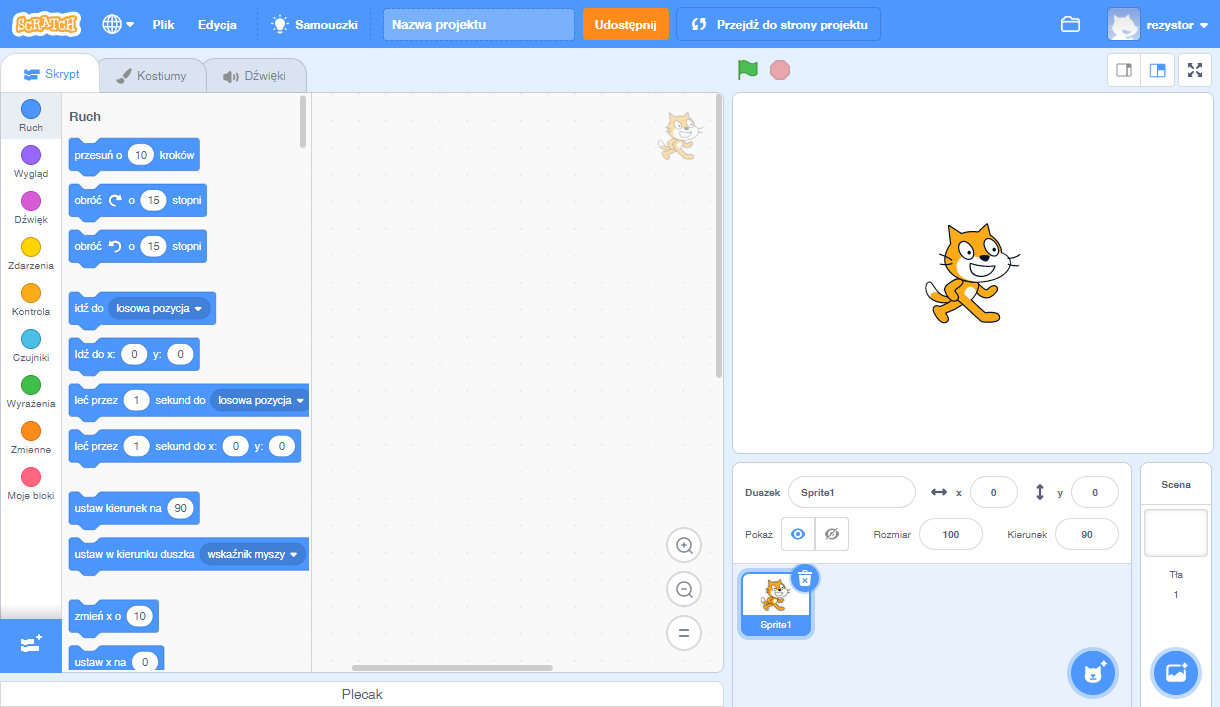 SCRATCH Plik Edycja Samouczki Nazwa projektu Udostępnij Przejdź do strony projektu rezystor
Skrypt Kostiumy Dźwięki
Ruch
Wygląd
Dźwięk
Zdarzenia
Kontrola
Czujniki
Wyrażenia
Zmienne
Moje bloki
Ruch
przesuń o 10 kroków
obróć o 15 stopni
obróć o 15 stopni
idź do losowa pozycja
Idź do x: 0 y: 0
leć przez 1 sekund do losowa pozycja
leć przez 1 sekund do x: 0 y: 0
ustaw kierunek na 90
ustaw w kierunku duszka wskaźnik myszy
zmień x o 10
ustaw x na 0
Plecak
Duszek Sprite1 x 0 y 0
Pokaż Rozmiar 100 Kierunek 90
Sprite1
Scena
Tła
1